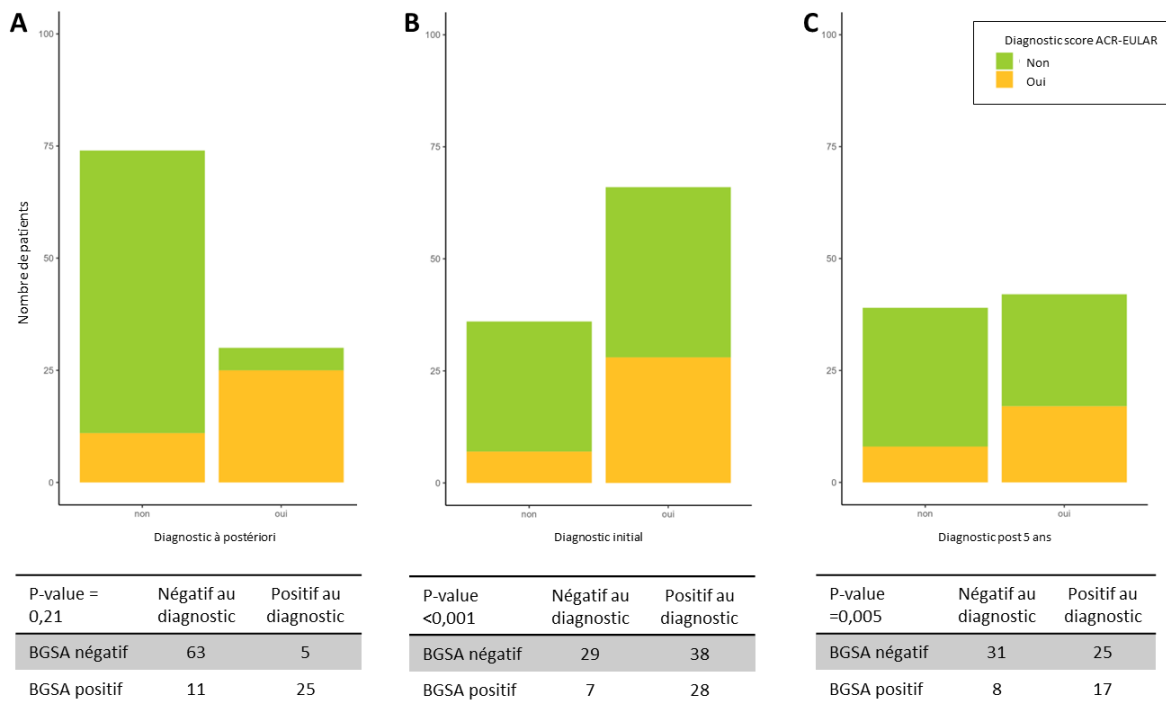 A
B
C
Diagnostic score ACR-EULAR
Non
Oui
Nombre de patients
100
75
50
25
0
non
oui
Diagnostic à postériori
100
75
50
25
0
non
oui
Diagnostic initial
100
75
50
25
0
non
oui
Diagnostic post 5 ans
P-value =
0,21
Négatif au
diagnostic
Positif au
diagnostic
BGSA négatif 63 5
BGSA positif 11 25
P-value
<0,001
Négatif au
diagnostic
Positif au
diagnostic
BGSA négatif 29 38
BGSA positif 7 28
P-value
=0,005
Négatif au
diagnostic
Positif au
diagnostic
BGSA négatif 31 25
BGSA positif 8 17